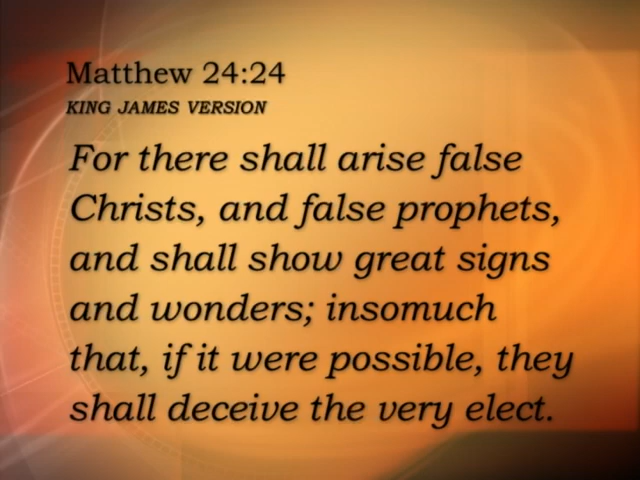 Matthew 24:24
KING JAMES VERSION
For there shall arise false
Christs, and false prophets,
and shall show great signs
and wonders; insomuch
that, if it were possible, they
shall deceive the very elect.